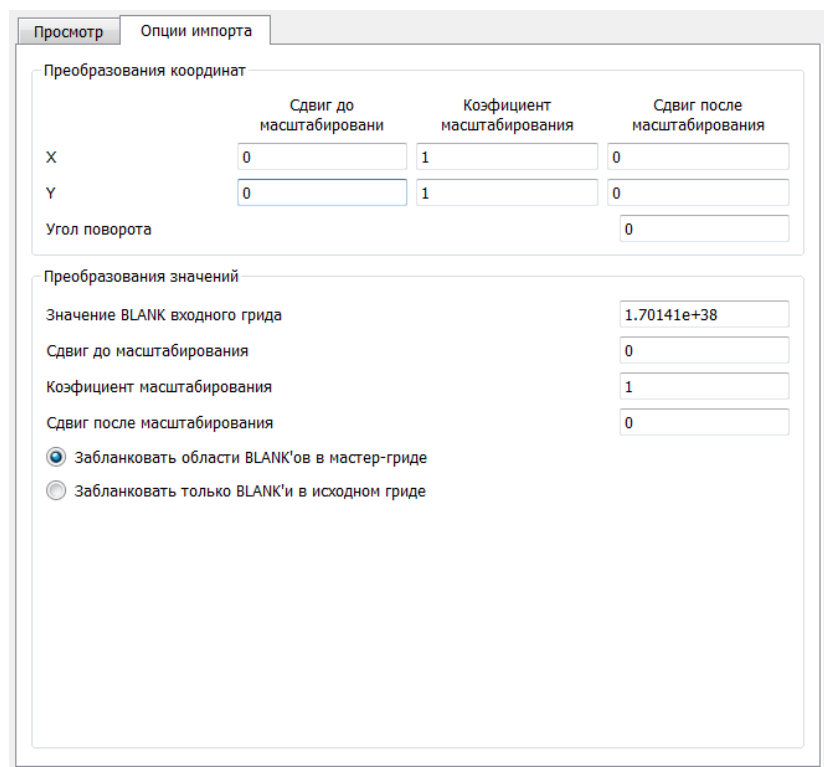 Просмотр Опции импорта
Преобразования координат
Сдвиг до Коэфициент Сдвиг после
масштабировани масштабирования масштабирования
X 0 1 0
Y 0 1 0
Угол поворота 0
Преобразования значений
Значение BLANK входного грида 1.70141e+38
Сдвиг до масштабирования 0
Коэфициент масштабирования 1
Сдвиг после масштабирования 0
Забланковать области BLANK'ов в мастер-гриде
Забланковать только BLANK'и в исходном гриде